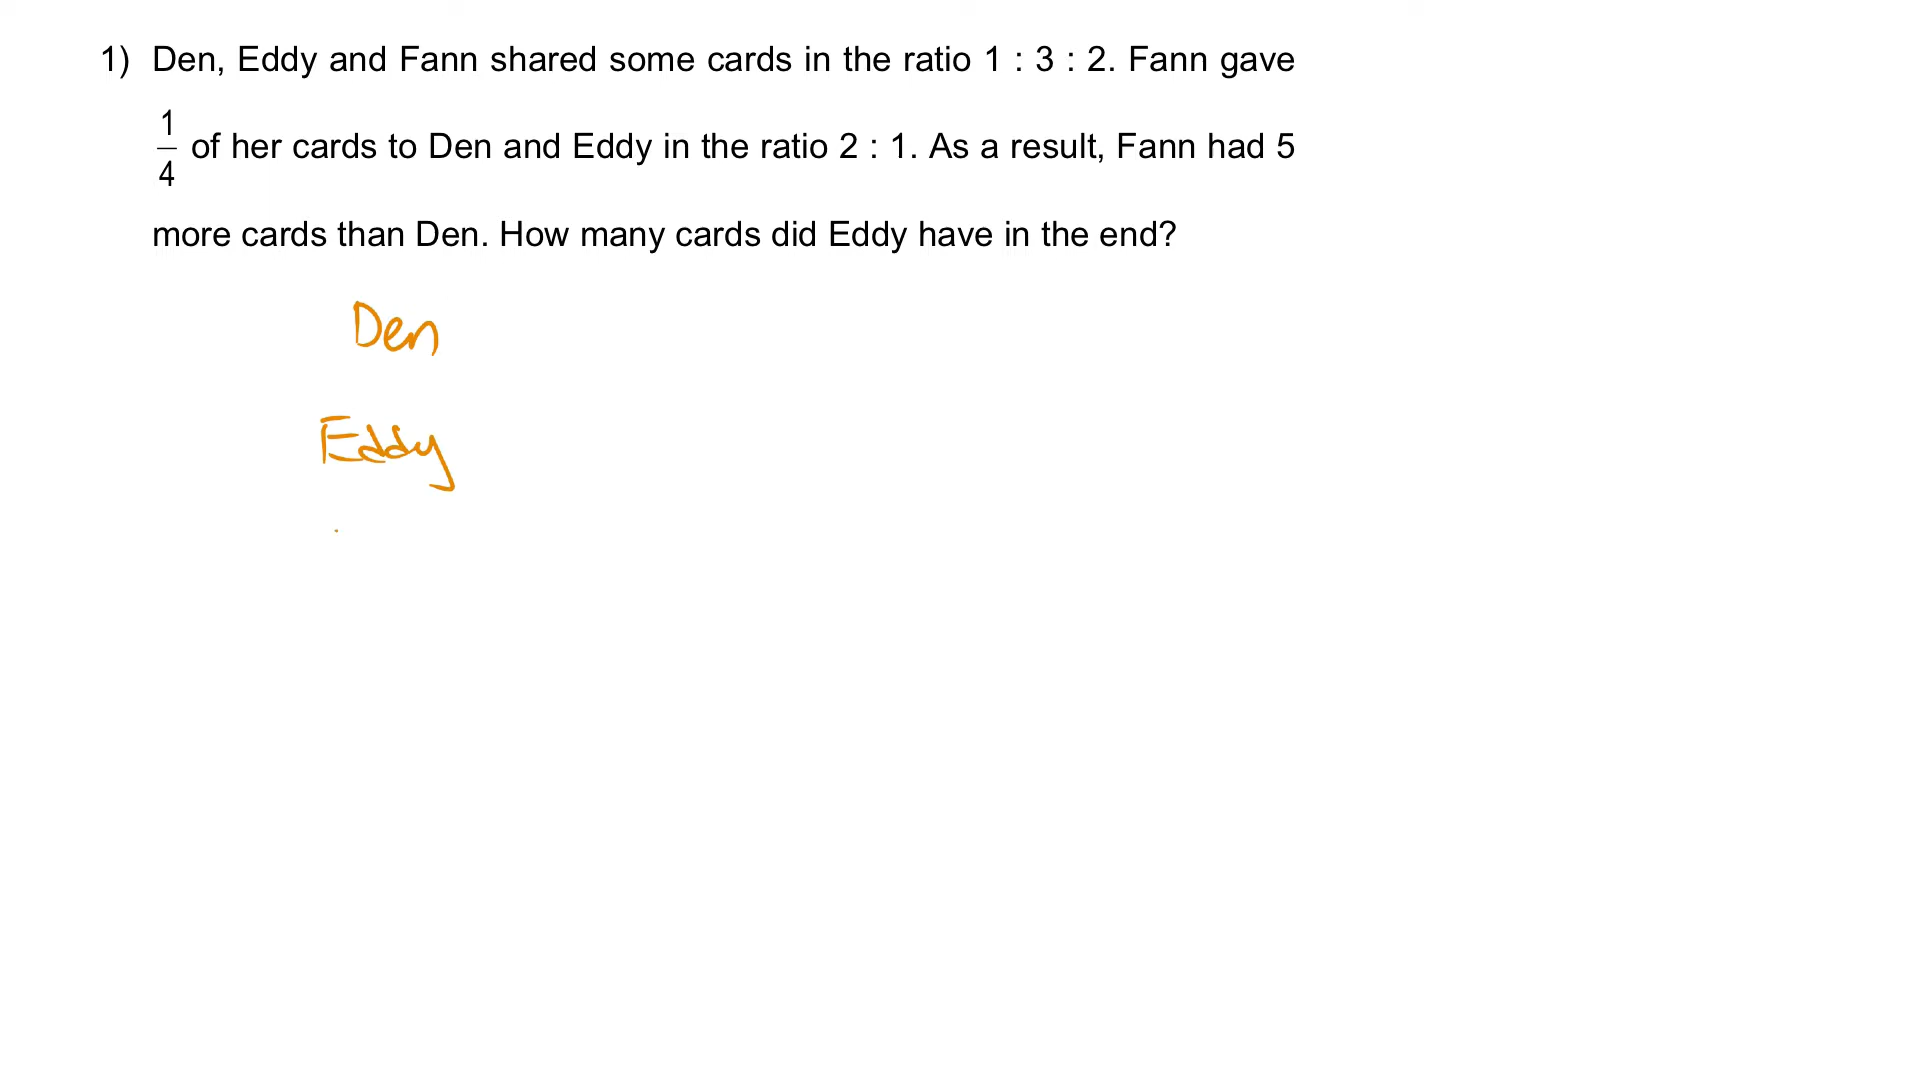 1) Den, Eddy and Fann shared some cards in the ratio 1 : 3 : 2. Fann gave
1/4 of her cards to Den and Eddy in the ratio 2 : 1. As a result, Fann had 5
more cards than Den. How many cards did Eddy have in the end?
Den
Eddy